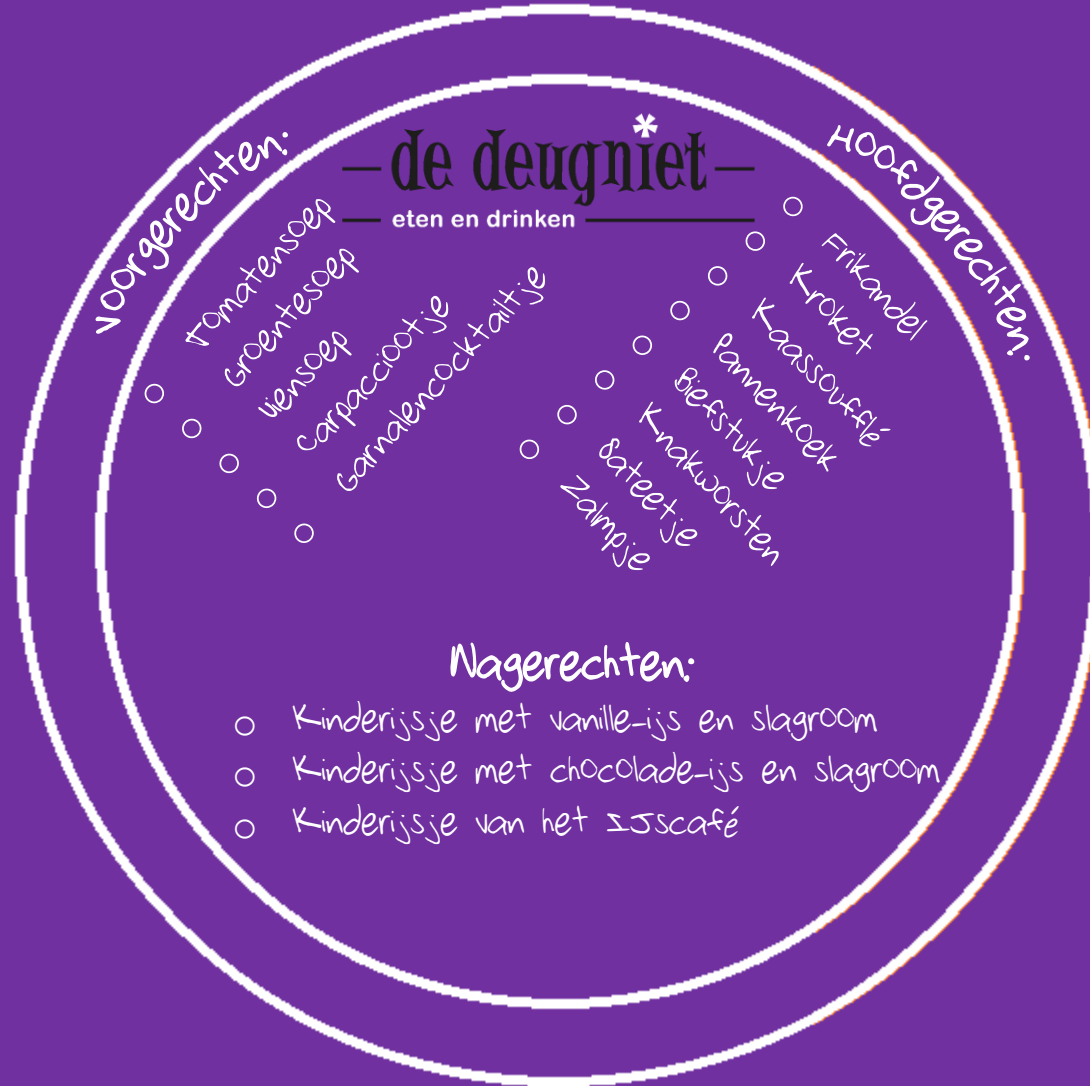 de deugniet
eten en drinken
Voorgerechten:
Tomatensoep
Groentesoep
Uiensoep
Carpacciootje
Garnalencocktailtje
Hoofdgerechten:
Frikandel
Kroket
Kaassoufflé
Pannenkoek
Biefstukje
Knakworsten
Sateetje
Zalmpje
Nagerechten:
Kinderijsje met vanille-ijs en slagroom
Kinderijsje met chocolade-ijs en slagroom
Kinderijsje van het IJscafé